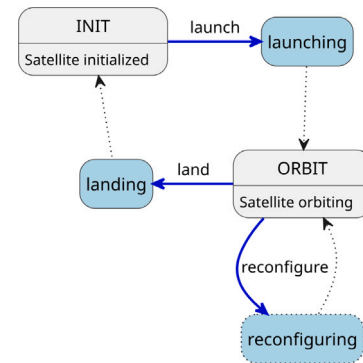 INIT
launch
launching
Satellite initialized
land
ORBIT
landing
Satellite orbiting
reconfigure
reconfiguring